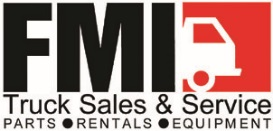 FMI
Truck Sales & Service
PARTS ●RENTALS ●EQUIPMENT